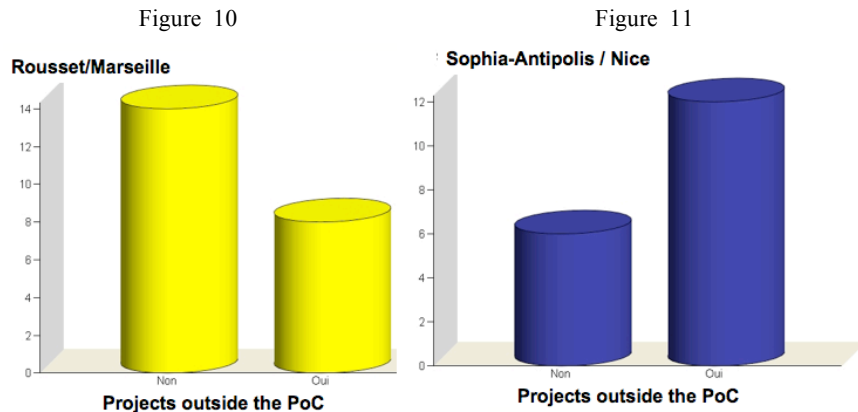 Figure 10
Rousset/Marseille
14
12
10
8
6
4
2
0
Non Oui
Projects outside the PoC
Figure 11
Sophia-Antipolis / Nice
12
10
8
6
4
2
0
Non Oui
Projects outside the PoC